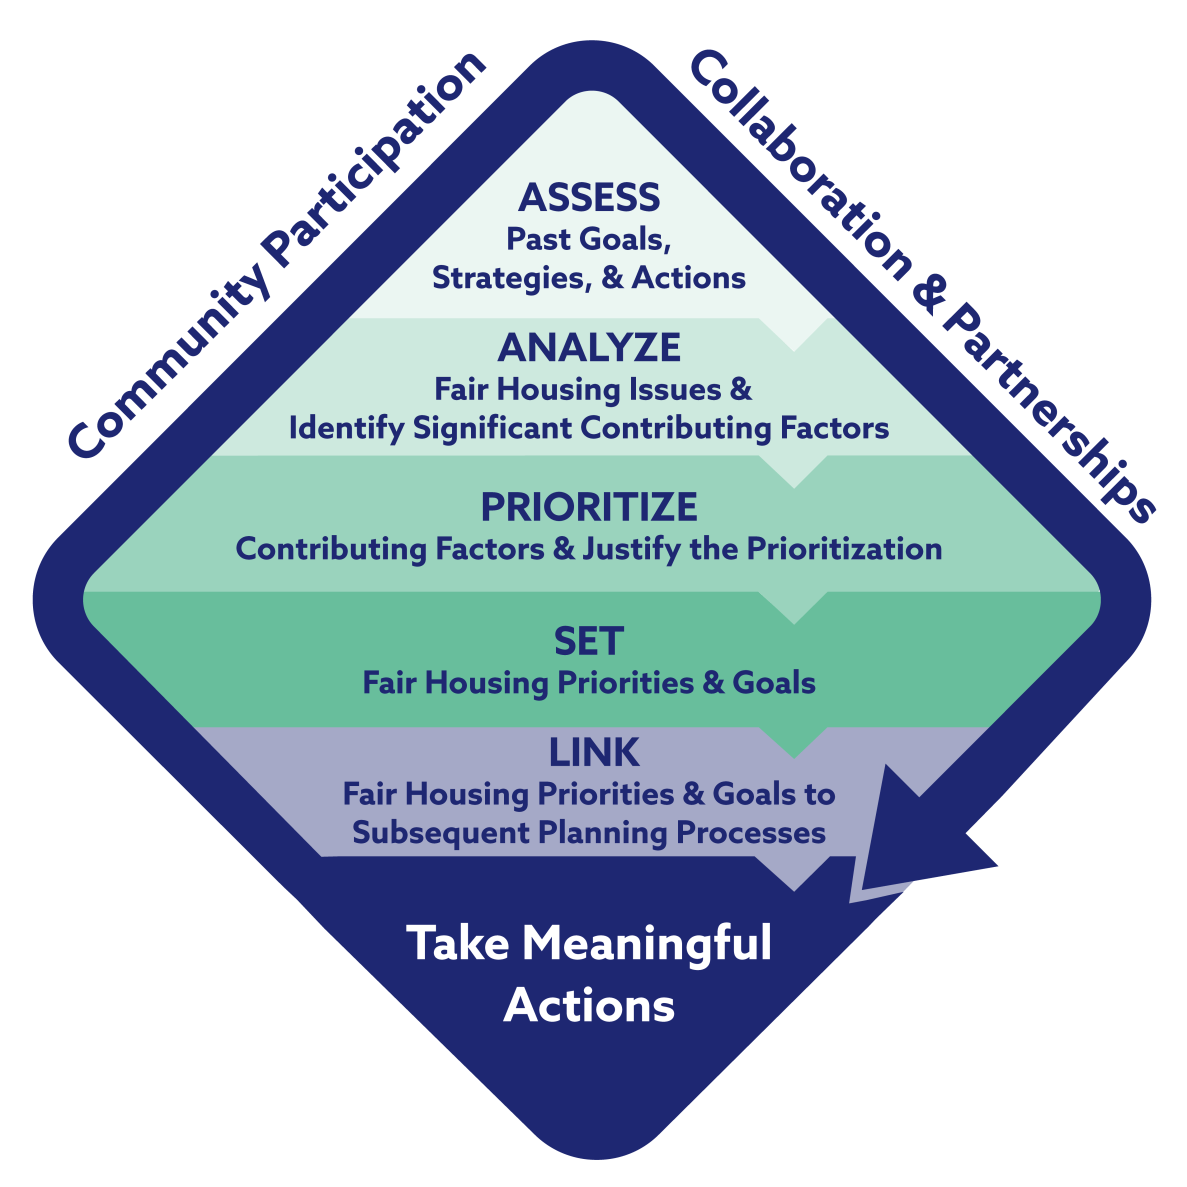 Community Participation
Collaboration & Partnerships
ASSESS
Past Goals,
Strategies, & Actions
ANALYZE
Fair Housing Issues &
Identify Significant Contributing Factors
PRIORITIZE
Contributing Factors & Justify the Prioritization
SET
Fair Housing Priorities & Goals
LINK
Fair Housing Priorities & Goals to
Subsequent Planning Processes
Take Meaningful
Actions